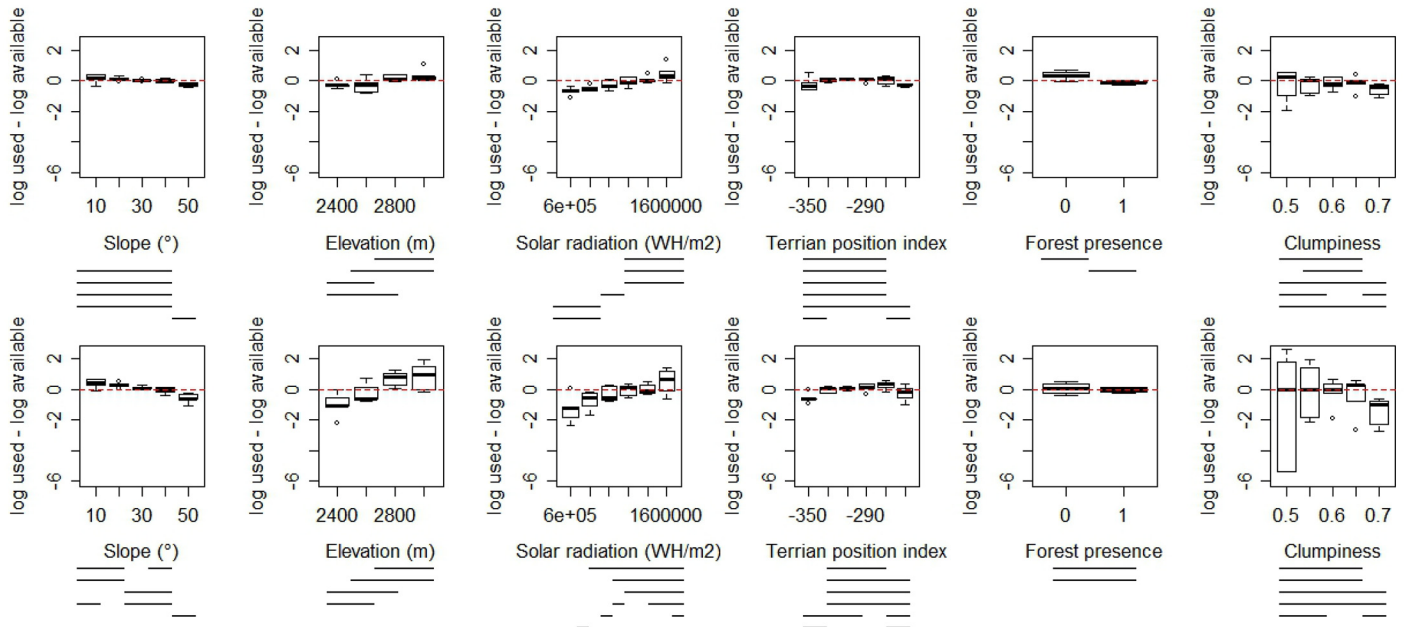 log used - log available
2
0
-2
-6
10 30 50
Slope (°)
log used - log available
2
0
-2
-6
2400 2800
Elevation (m)
log used - log available
2
0
-2
-6
6e+05 1600000
Solar radiation (WH/m2)
log used - log available
2
0
-2
-6
-350 -290
Terrian position index
log used - log available
2
0
-2
-6
0 1
Forest presence
log used - log available
2
0
-2
-6
0.5 0.6 0.7
Clumpiness
log used - log available
2
0
-2
-6
10 30 50
Slope (°)
log used - log available
2
0
-2
-6
2400 2800
Elevation (m)
log used - log available
2
0
-2
-6
6e+05 1600000
Solar radiation (WH/m2)
log used - log available
2
0
-2
-6
-350 -290
Terrian position index
log used - log available
2
0
-2
-6
0 1
Forest presence
log used - log available
2
0
-2
-6
0.5 0.6 0.7
Clumpiness